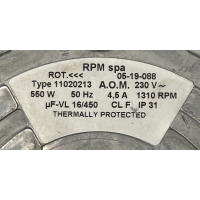 RPM spa
ROT.<<< 05-19-088
Type 11020213 A.O.M. 230 V~
550 W 50 Hz 4,5 A 1310 RPM
µF-VL 16/450 CL F IP 31
THERMALLY PROTECTED